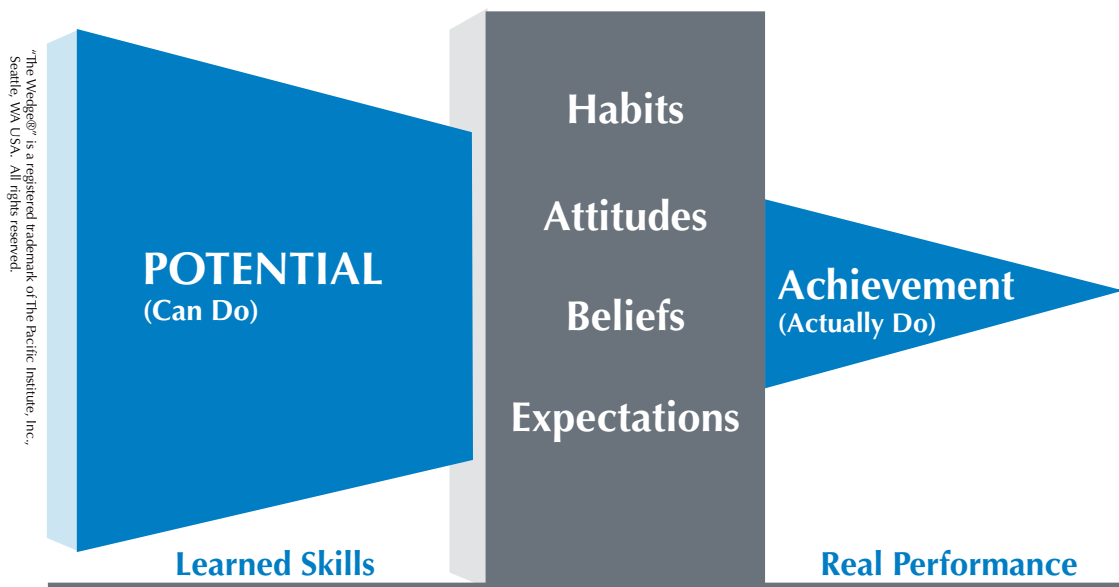 "The Wedge®" is a registered trademark of The Pacific Institute, Inc.,
Seattle, WA USA.  All rights reserved.
POTENTIAL
(Can Do)
Learned Skills
Habits
Attitudes
Beliefs
Expectations
Achievement
(Actually Do)
Real Performance